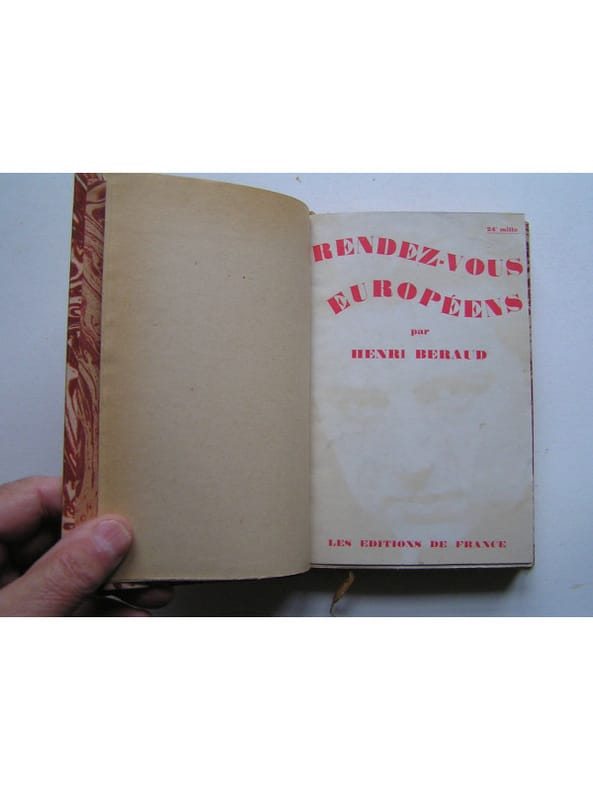 24e mille
RENDEZ-VOUS
EUROPÉENS
par
HENRI BERAUD
LES EDITIONS DE FRANCE